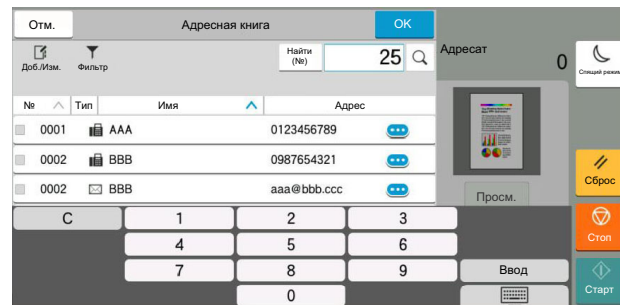 Отм. Адресная книга OK
Доб./Изм. Фильтр Найти (№) 25 Адресат 0 Спящий режим
№ Тип Имя Адрес
0001 AAA 0123456789
0002 BBB 0987654321
0002 BBB aaa@bbb.ccc
Просм.
Сброс
C 1 2 3
4 5 6
Стоп
7 8 9 Ввод
0
Старт